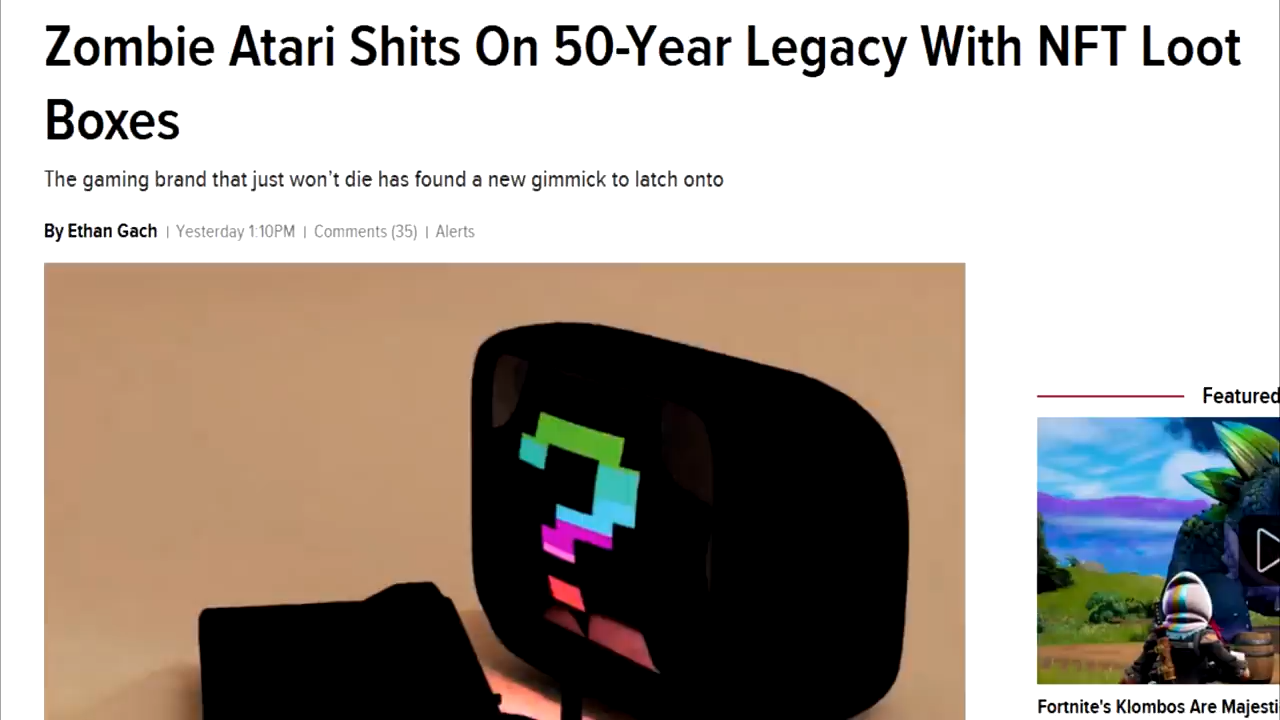 Zombie Atari Shits On 50-Year Legacy With NFT Loot
Boxes
The gaming brand that just won't die has found a new gimmick to latch onto
By Ethan Gach | Yesterday 1:10PM | Comments (35) | Alerts
Featured
Fortnite's Klombos Are Majesti